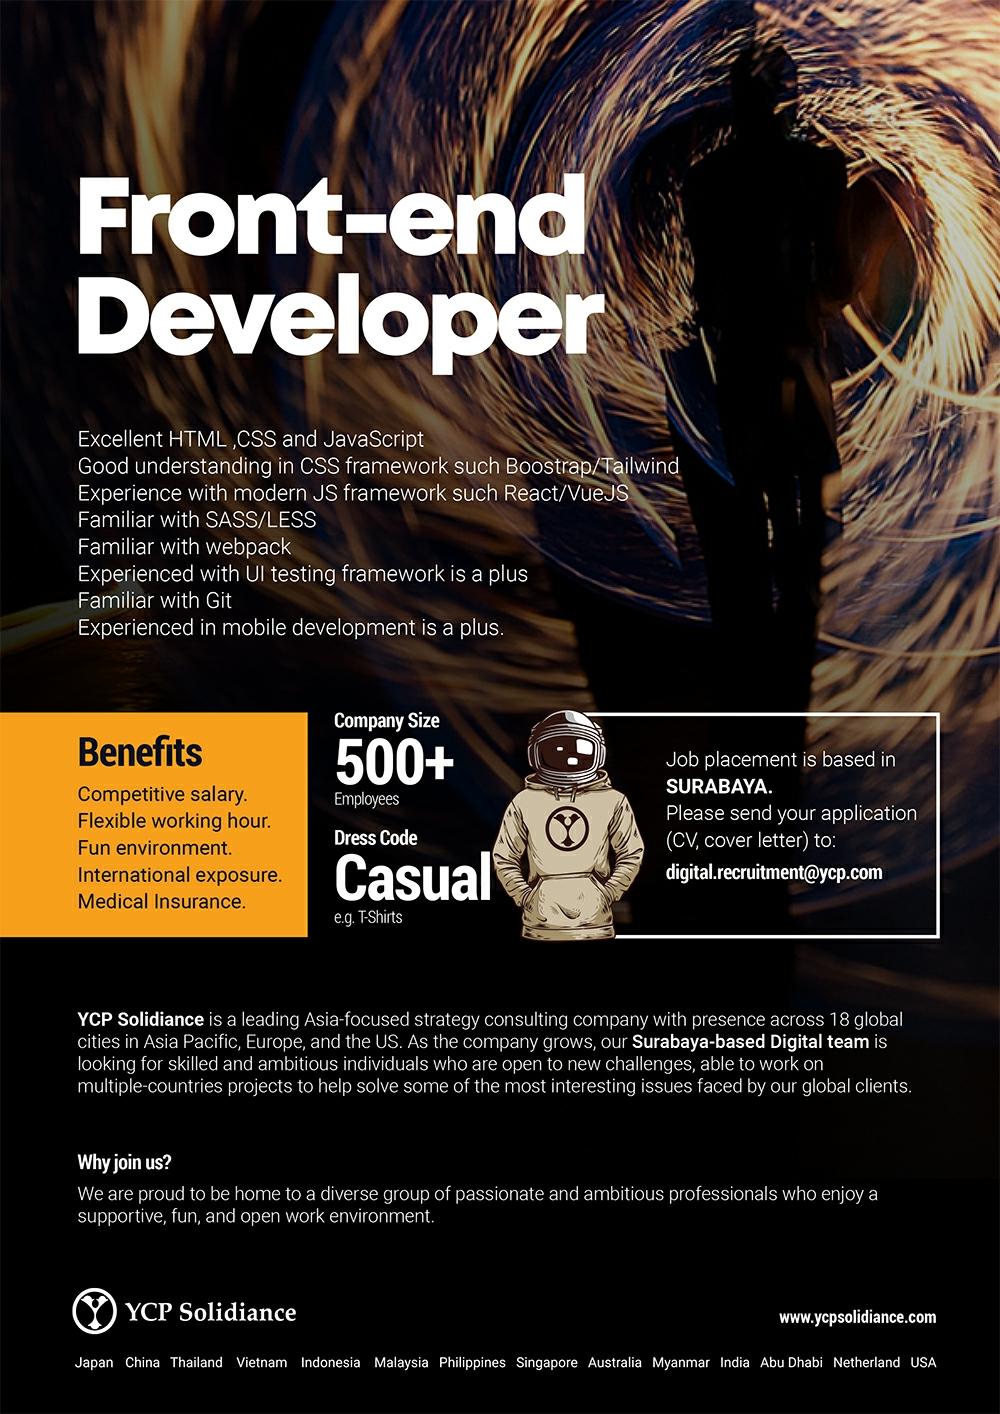 Front-end
Developer
Excellent HTML ,CSS and JavaScript
Good understanding in CSS framework such Boostrap/Tailwind
Experience with modern JS framework such React/VueJS
Familiar with SASS/LESS
Familiar with webpack
Experienced with UI testing framework is a plus
Familiar with Git
Experienced in mobile development is a plus.
Benefits
Competitive salary.
Flexible working hour.
Fun environment.
International exposure.
Medical Insurance.
Company Size
500+
Employees
Dress Code
Casual
e.g. T-Shirts
Job placement is based in
SURABAYA.
Please send your application
(CV, cover letter) to:
digital.recruitment@ycp.com
YCP Solidiance is a leading Asia-focused strategy consulting company with presence across 18 global
cities in Asia Pacific, Europe, and the US. As the company grows, our Surabaya-based Digital team is
looking for skilled and ambitious individuals who are open to new challenges, able to work on
multiple-countries projects to help solve some of the most interesting issues faced by our global clients.
Why join us?
We are proud to be home to a diverse group of passionate and ambitious professionals who enjoy a
supportive, fun, and open work environment.
YCP Solidiance
www.ycpsolidiance.com
Japan China Thailand Vietnam Indonesia Malaysia Philippines Singapore Australia Myanmar India Abu Dhabi Netherland USA